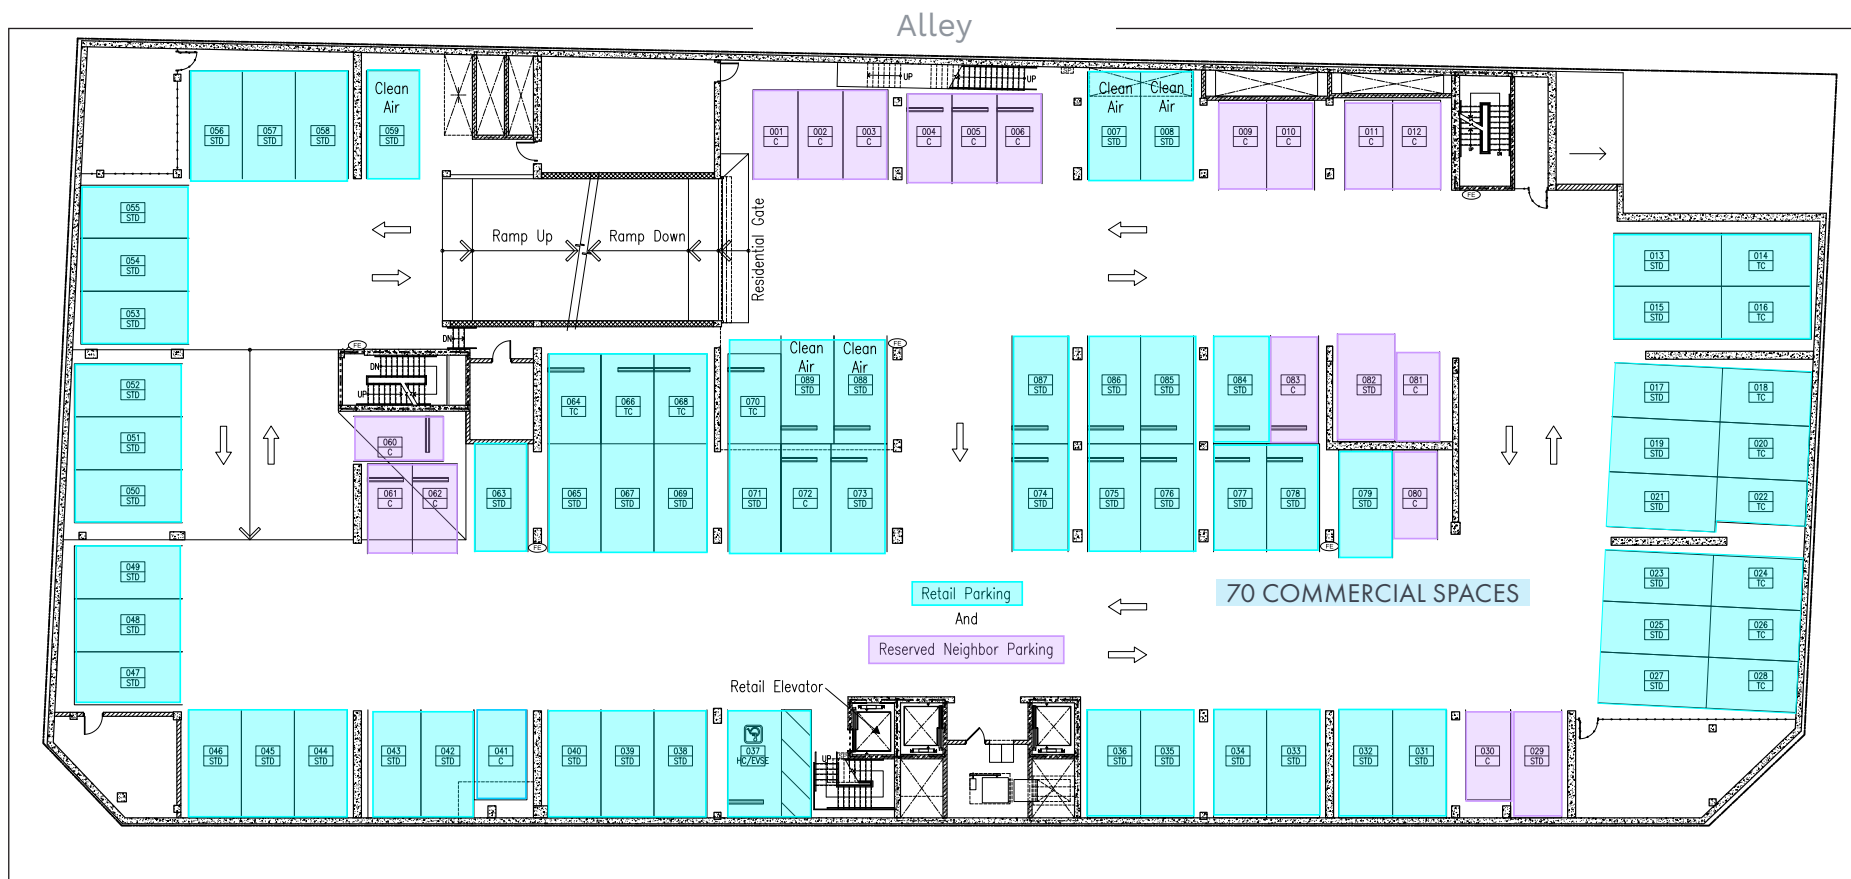 Alley
Clean
Air
059
STD
056
STD
057
STD
058
STD
UP
UP
001
C
002
C
003
C
004
C
005
C
006
C
Clean
Air
Clean
Air
007
STD
008
STD
009
C
010
C
011
C
012
C
FE
055
STD
054
STD
053
STD
Ramp Up
Ramp Down
Residential Gate
013
STD
014
TC
015
STD
016
TC
FE
DN
DN
UP
FE
052
STD
051
STD
050
STD
060
C
061
C
062
C
063
STD
064
TC
066
TC
068
TC
065
STD
067
STD
069
STD
070
TC
Clean
Air
089
STD
Clean
Air
088
STD
071
STD
072
C
073
STD
087
STD
086
STD
085
STD
084
STD
083
C
082
STD
081
C
074
STD
075
STD
076
STD
077
STD
078
STD
079
STD
080
C
017
STD
018
TC
019
STD
020
TC
021
STD
022
TC
FE
FE
049
STD
048
STD
047
STD
Retail Parking
And
Reserved Neighbor Parking
70 COMMERCIAL SPACES
023
STD
024
TC
025
STD
026
TC
027
STD
028
TC
Retail Elevator
046
STD
045
STD
044
STD
043
STD
042
STD
041
C
040
STD
039
STD
038
STD
037
HC/EVSE
UP
036
STD
035
STD
034
STD
033
STD
032
STD
031
STD
030
C
029
STD